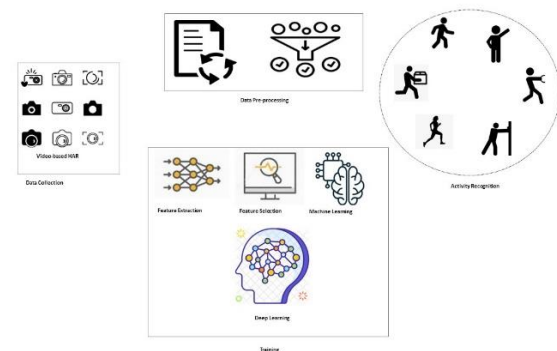 Data Pre-processing
Video-based HAR
Data Collection
Activity Recognition
Feature Extraction
Feature Selection
Machine Learning
Deep Learning
Training